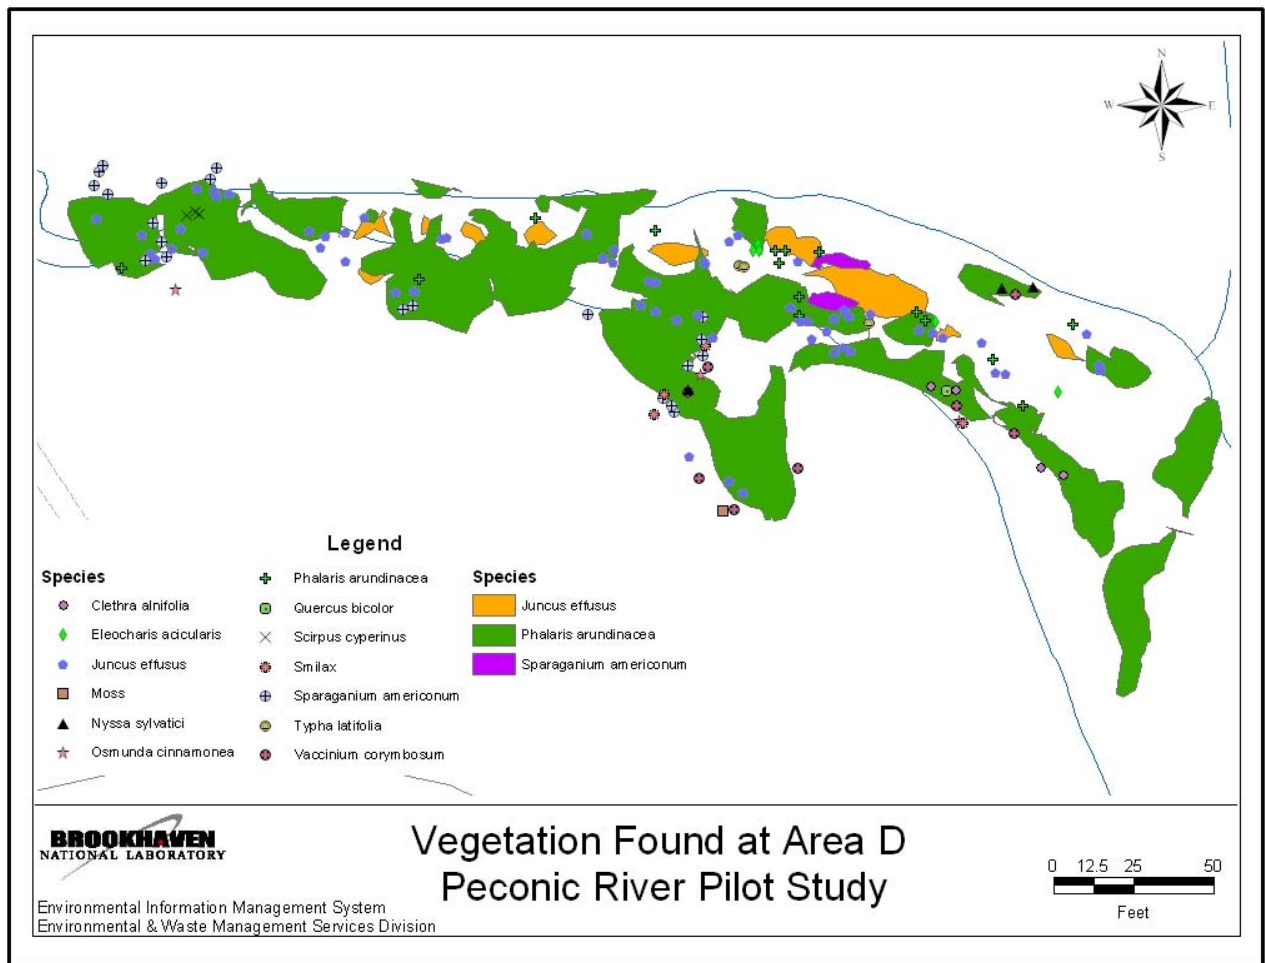 N
W E
S
Legend
Species
Clethra alnifolia
Eleocharis acicularis
Juncus effusus
Moss
Nyssa sylvatici
Osmunda cinnamonea
Phalaris arundinacea
Quercus bicolor
Scirpus cyperinus
Smilax
Sparaganium americonum
Typha latifolia
Vaccinium corymbosum
Species
Juncus effusus
Phalaris arundinacea
Sparaganium americonum
BROOKHAVEN
NATIONAL LABORATORY
Environmental Information Management System
Environmental & Waste Management Services Division
Vegetation Found at Area D
Peconic River Pilot Study
0 12.5 25 50
Feet